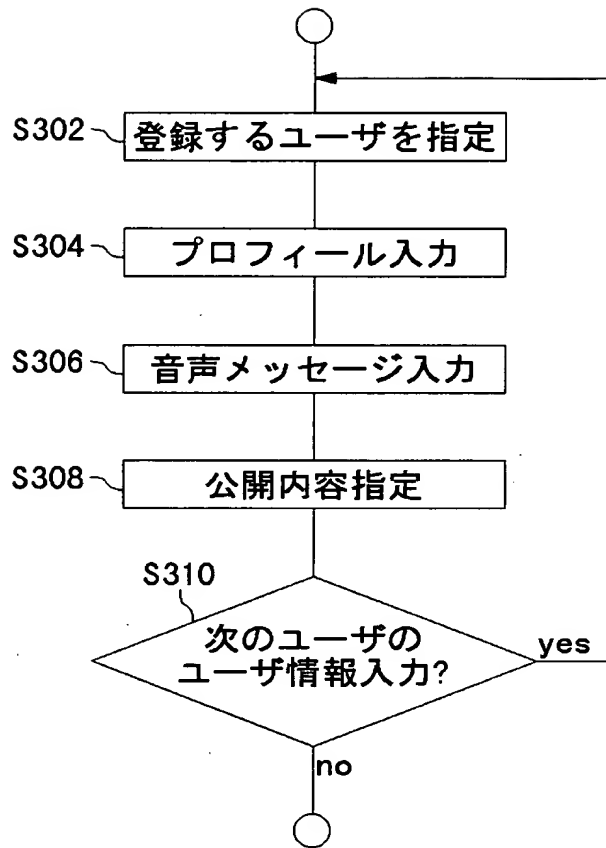 S302
登録するユーザを指定
S304
プロフィール入力
S306
音声メッセージ入力
S308
公開内容指定
S310
次のユーザの
ユーザ情報入力?
yes
no